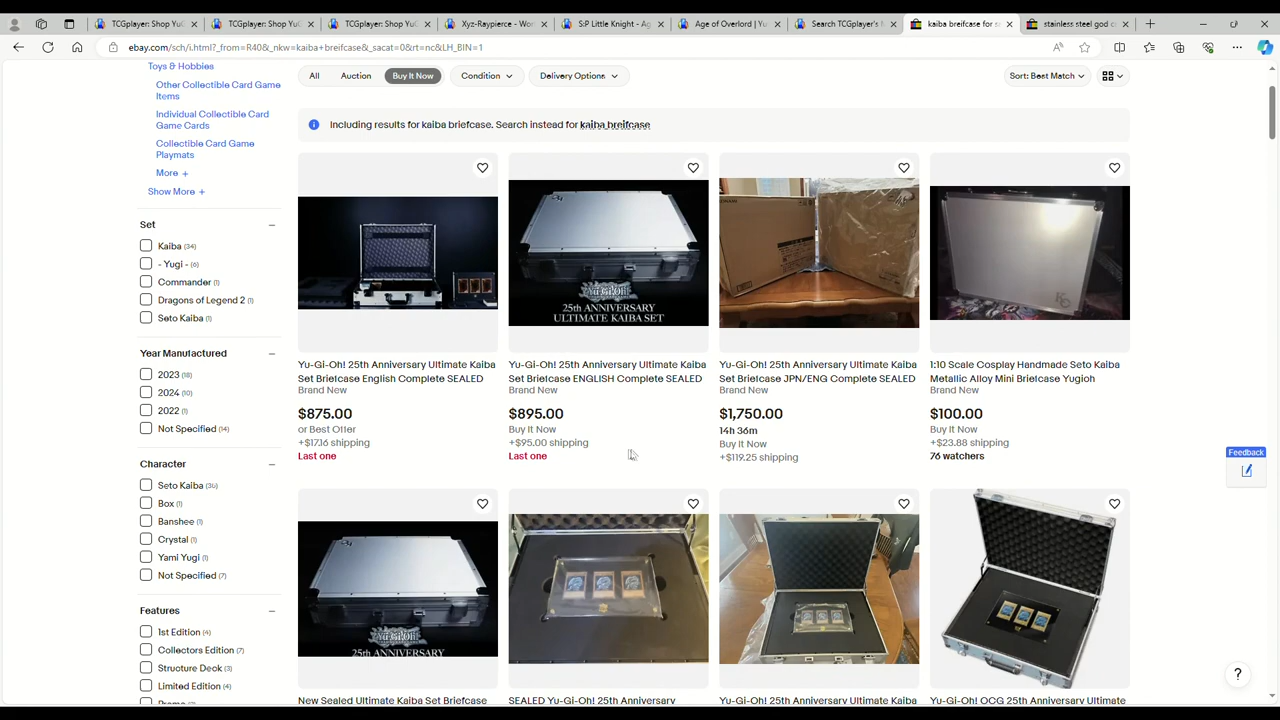 TCGplayer: Shop YuG
TCGplayer: Shop YuG
TCGplayer: Shop YuG
Xyz-Raypierce - Won
S:P Little Knight - Ag
Age of Overlord | Yu
Search TCGplayer's
kaiba breifcase for s
stainless steel god c
ebay.com/sch/i.html?_from=R40&_nkw=kaiba+breifcase&_sacat=0&rt=nc&LH_BIN=1
Toys & Hobbies
Other Collectible Card Game
Items
Individual Collectible Card
Game Cards
Collectible Card Game
Playmats
More +
Show More +
Set
Kaiba (34)
- Yugi - (6)
Commander (1)
Dragons of Legend 2 (1)
Seto Kaiba (1)
Year Manufactured
2023 (18)
2024 (10)
2022 (1)
Not Specified (14)
Character
Seto Kaiba (36)
Box (1)
Banshee (1)
Crystal (1)
Yami Yugi (1)
Not Specified (7)
Features
1st Edition (4)
Collectors Edition (7)
Structure Deck (3)
Limited Edition (4)
All
Auction
Buy It Now
Condition
Delivery Options
Sort: Best Match
Including results for kaiba briefcase. Search instead for kaiba breifcase
Yu-Gi-Oh! 25th Anniversary Ultimate Kaiba
Set Briefcase English Complete SEALED
Brand New
$875.00
or Best Offer
+$17.16 shipping
Last one
Yu-Gi-Oh!
25TH ANNIVERSARY
ULTIMATE KAIBA SET
Yu-Gi-Oh! 25th Anniversary Ultimate Kaiba
Set Briefcase ENGLISH Complete SEALED
Brand New
$895.00
Buy It Now
+$95.00 shipping
Last one
Yu-Gi-Oh! 25th Anniversary Ultimate Kaiba
Set Briefcase JPN/ENG Complete SEALED
Brand New
$1,750.00
14h 36m
Buy It Now
+$119.25 shipping
1:10 Scale Cosplay Handmade Seto Kaiba
Metallic Alloy Mini Briefcase Yugioh
Brand New
$100.00
Buy It Now
+$23.88 shipping
76 watchers
Yu-Gi-Oh!
25TH ANNIVERSARY
New Sealed Ultimate Kaiba Set Briefcase
SEALED Yu-Gi-Oh! 25th Anniversary
Yu-Gi-Oh! 25th Anniversary Ultimate Kaiba
Yu-Gi-Oh! OCG 25th Anniversary Ultimate
Feedback